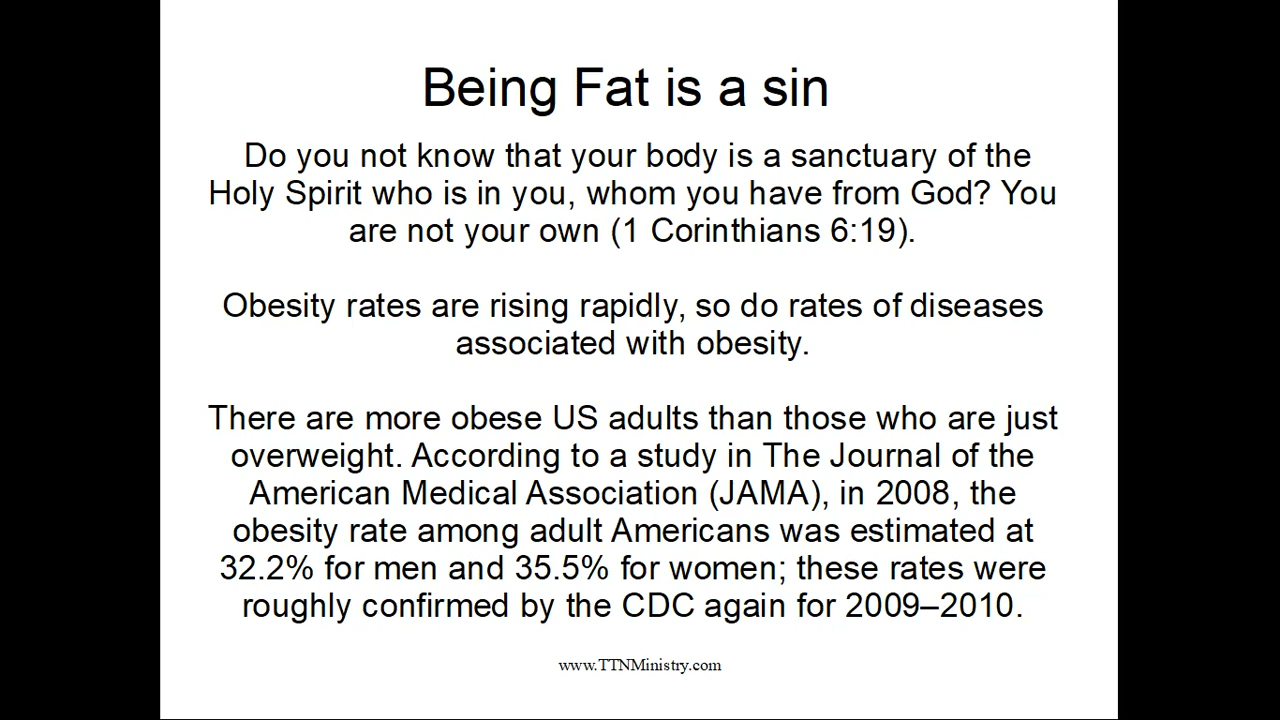 Being Fat is a sin
Do you not know that your body is a sanctuary of the
Holy Spirit who is in you, whom you have from God? You
are not your own (1 Corinthians 6:19).
Obesity rates are rising rapidly, so do rates of diseases
associated with obesity.
There are more obese US adults than those who are just
overweight. According to a study in The Journal of the
American Medical Association (JAMA), in 2008, the
obesity rate among adult Americans was estimated at
32.2% for men and 35.5% for women; these rates were
roughly confirmed by the CDC again for 2009–2010.
www.TTNMinistry.com